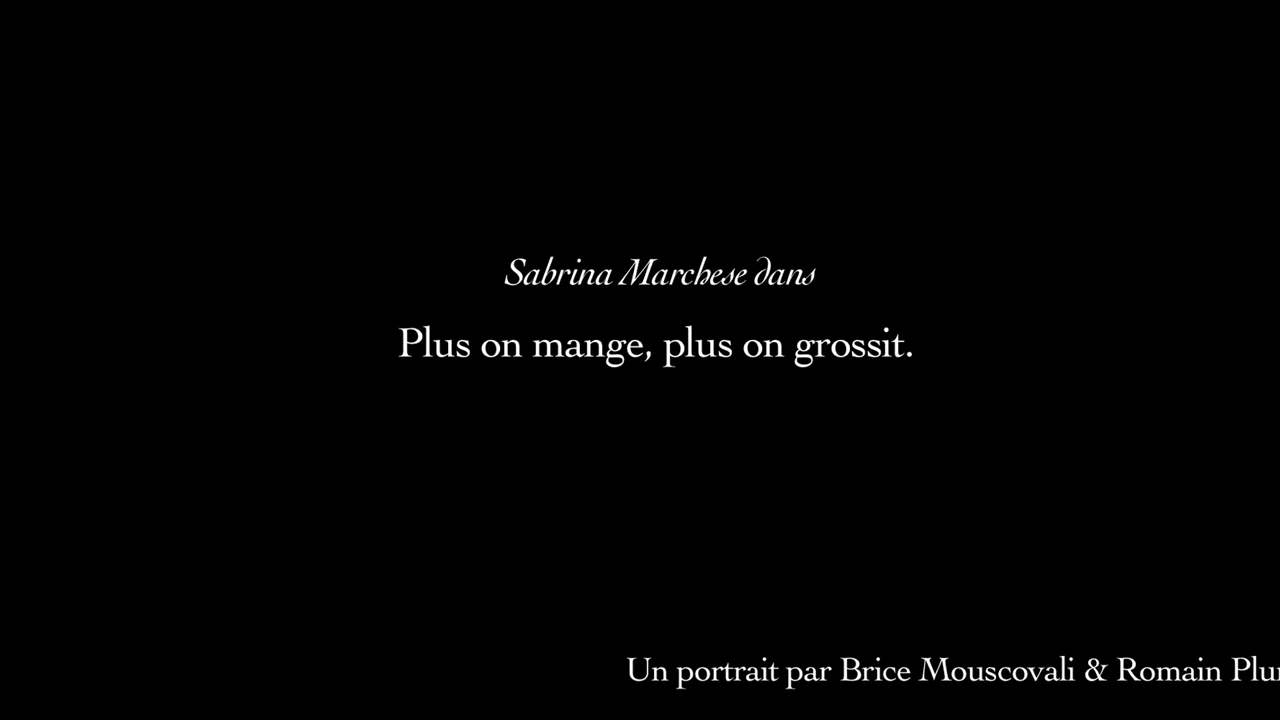 Sabrina Marchese dans
Plus on mange, plus on grossit.
Un portrait par Brice Mouscovali & Romain